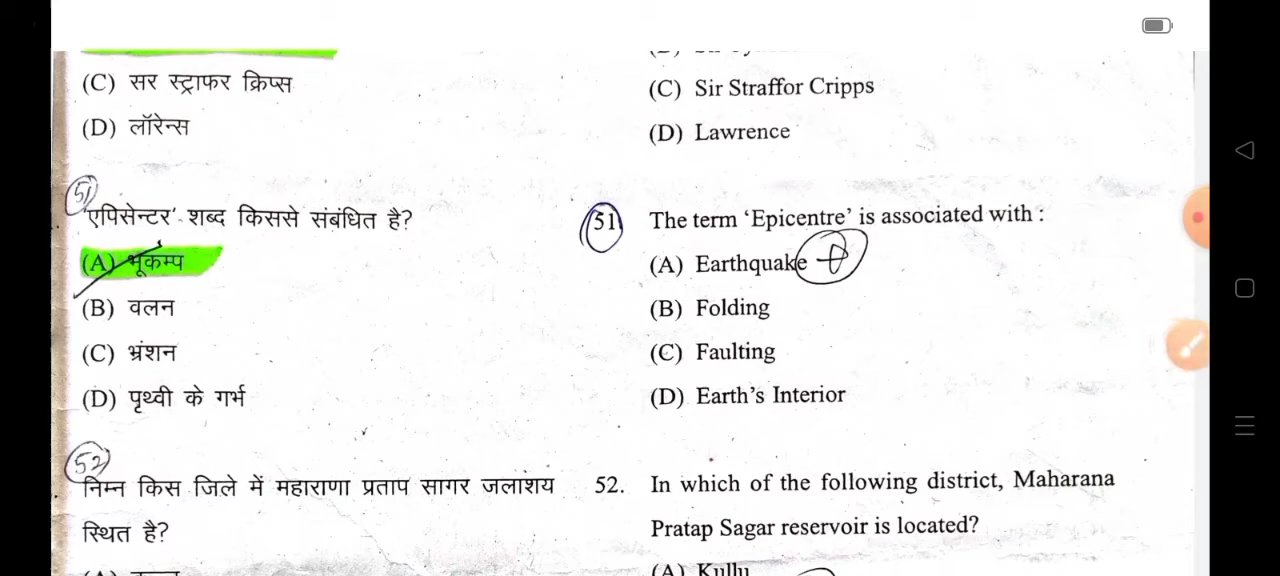 (C) सर स्ट्राफर क्रिप्स
(D) लॉरेन्स
51
'एपिसेन्टर' शब्द किससे संबंधित है?
(A) भूकम्प
(B) वलन
(C) भ्रंशन
(D) पृथ्वी के गर्भ
52
निम्न किस जिले में महाराणा प्रताप सागर जलाशय
स्थित है?
(C) Sir Straffor Cripps
(D) Lawrence
51. The term ‘Epicentre’ is associated with :
(A) Earthquake
(B) Folding
(C) Faulting
(D) Earth’s Interior
52. In which of the following district, Maharana
Pratap Sagar reservoir is located?
(A) Kullu